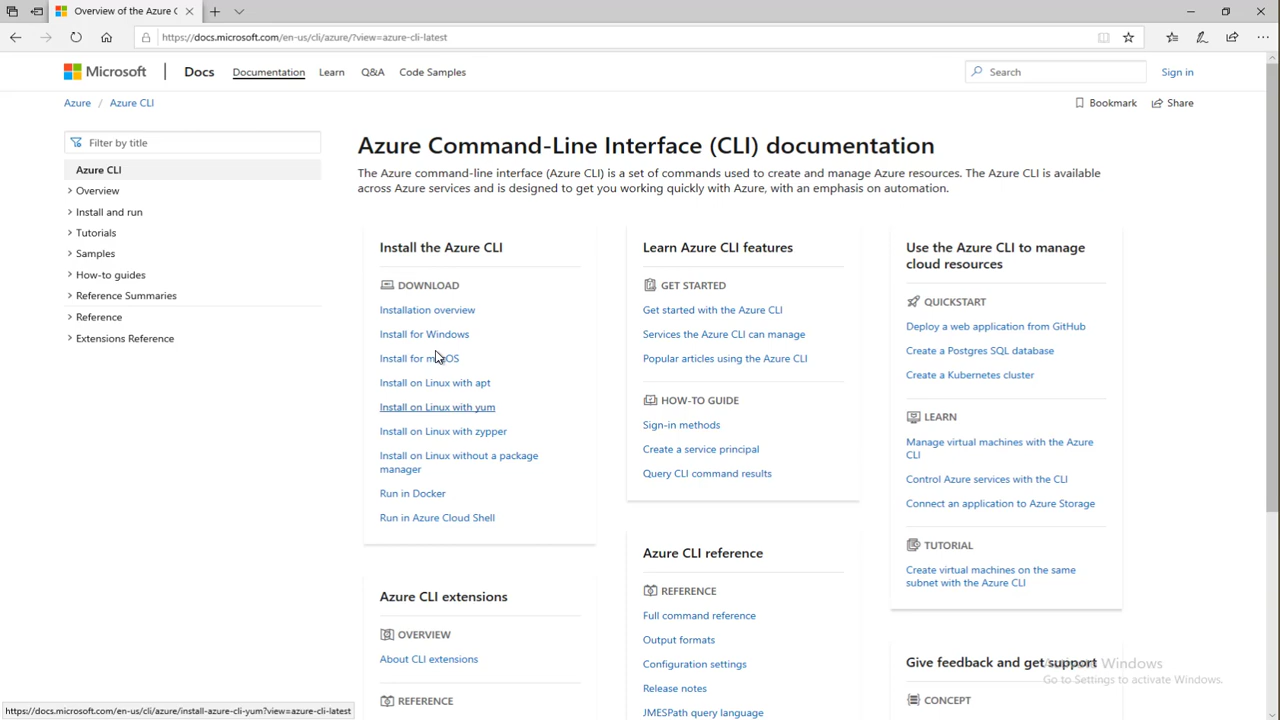 Overview of the Azure C
https://docs.microsoft.com/en-us/cli/azure/?view=azure-cli-latest
Microsoft
Docs
Documentation
Learn
Q&A
Code Samples
Search
Sign in
Azure / Azure CLI
Bookmark
Share
Filter by title
Azure CLI
Overview
Install and run
Tutorials
Samples
How-to guides
Reference Summaries
Reference
Extensions Reference
Azure Command-Line Interface (CLI) documentation
The Azure command-line interface (Azure CLI) is a set of commands used to create and manage Azure resources. The Azure CLI is available
across Azure services and is designed to get you working quickly with Azure, with an emphasis on automation.
Install the Azure CLI
DOWNLOAD
Installation overview
Install for Windows
Install for macOS
Install on Linux with apt
Install on Linux with yum
Install on Linux with zypper
Install on Linux without a package
manager
Run in Docker
Run in Azure Cloud Shell
Azure CLI extensions
OVERVIEW
About CLI extensions
REFERENCE
Learn Azure CLI features
GET STARTED
Get started with the Azure CLI
Services the Azure CLI can manage
Popular articles using the Azure CLI
HOW-TO GUIDE
Sign-in methods
Create a service principal
Query CLI command results
Azure CLI reference
REFERENCE
Full command reference
Output formats
Configuration settings
Release notes
JMESPath query language
Use the Azure CLI to manage
cloud resources
QUICKSTART
Deploy a web application from GitHub
Create a Postgres SQL database
Create a Kubernetes cluster
LEARN
Manage virtual machines with the Azure
CLI
Control Azure services with the CLI
Connect an application to Azure Storage
TUTORIAL
Create virtual machines on the same
subnet with the Azure CLI
Give feedback and get support
CONCEPT
Activate Windows
Go to Settings to activate Windows.
https://docs.microsoft.com/en-us/cli/azure/install-azure-cli-yum?view=azure-cli-latest